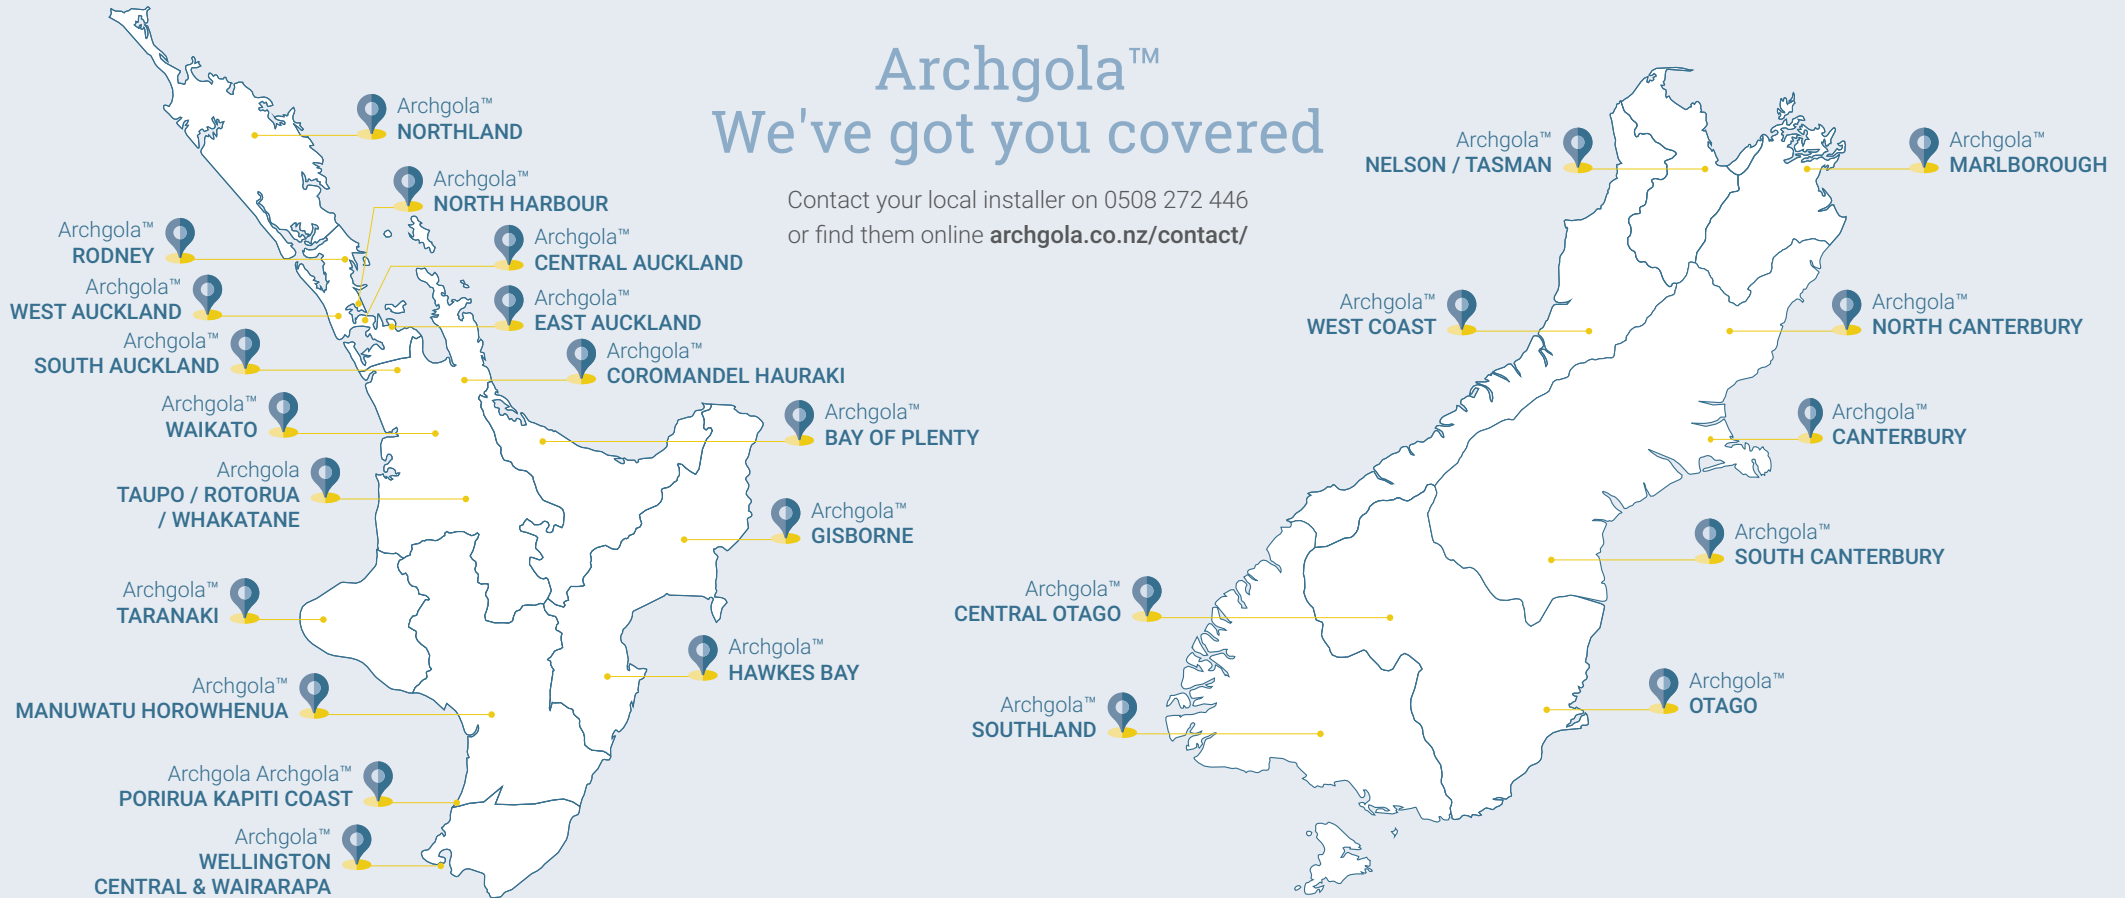 Archgola™
We've got you covered
Contact your local installer on 0508 272 446
or find them online archgola.co.nz/contact/
Archgola™
NORTHLAND
Archgola™
NORTH HARBOUR
Archgola™
RODNEY
Archgola™
CENTRAL AUCKLAND
Archgola™
WEST AUCKLAND
Archgola™
EAST AUCKLAND
Archgola™
SOUTH AUCKLAND
Archgola™
COROMANDEL HAURAKI
Archgola™
WAIKATO
Archgola™
BAY OF PLENTY
Archgola
TAUPO / ROTORUA
/ WHAKATANE
Archgola™
GISBORNE
Archgola™
TARANAKI
Archgola™
HAWKES BAY
Archgola™
MANUWATU HOROWHENUA
Archgola Archgola™
PORIRUA KAPITI COAST
Archgola™
WELLINGTON
CENTRAL & WAIRARAPA
Archgola™
NELSON / TASMAN
Archgola™
MARLBOROUGH
Archgola™
WEST COAST
Archgola™
NORTH CANTERBURY
Archgola™
CANTERBURY
Archgola™
SOUTH CANTERBURY
Archgola™
CENTRAL OTAGO
Archgola™
OTAGO
Archgola™
SOUTHLAND